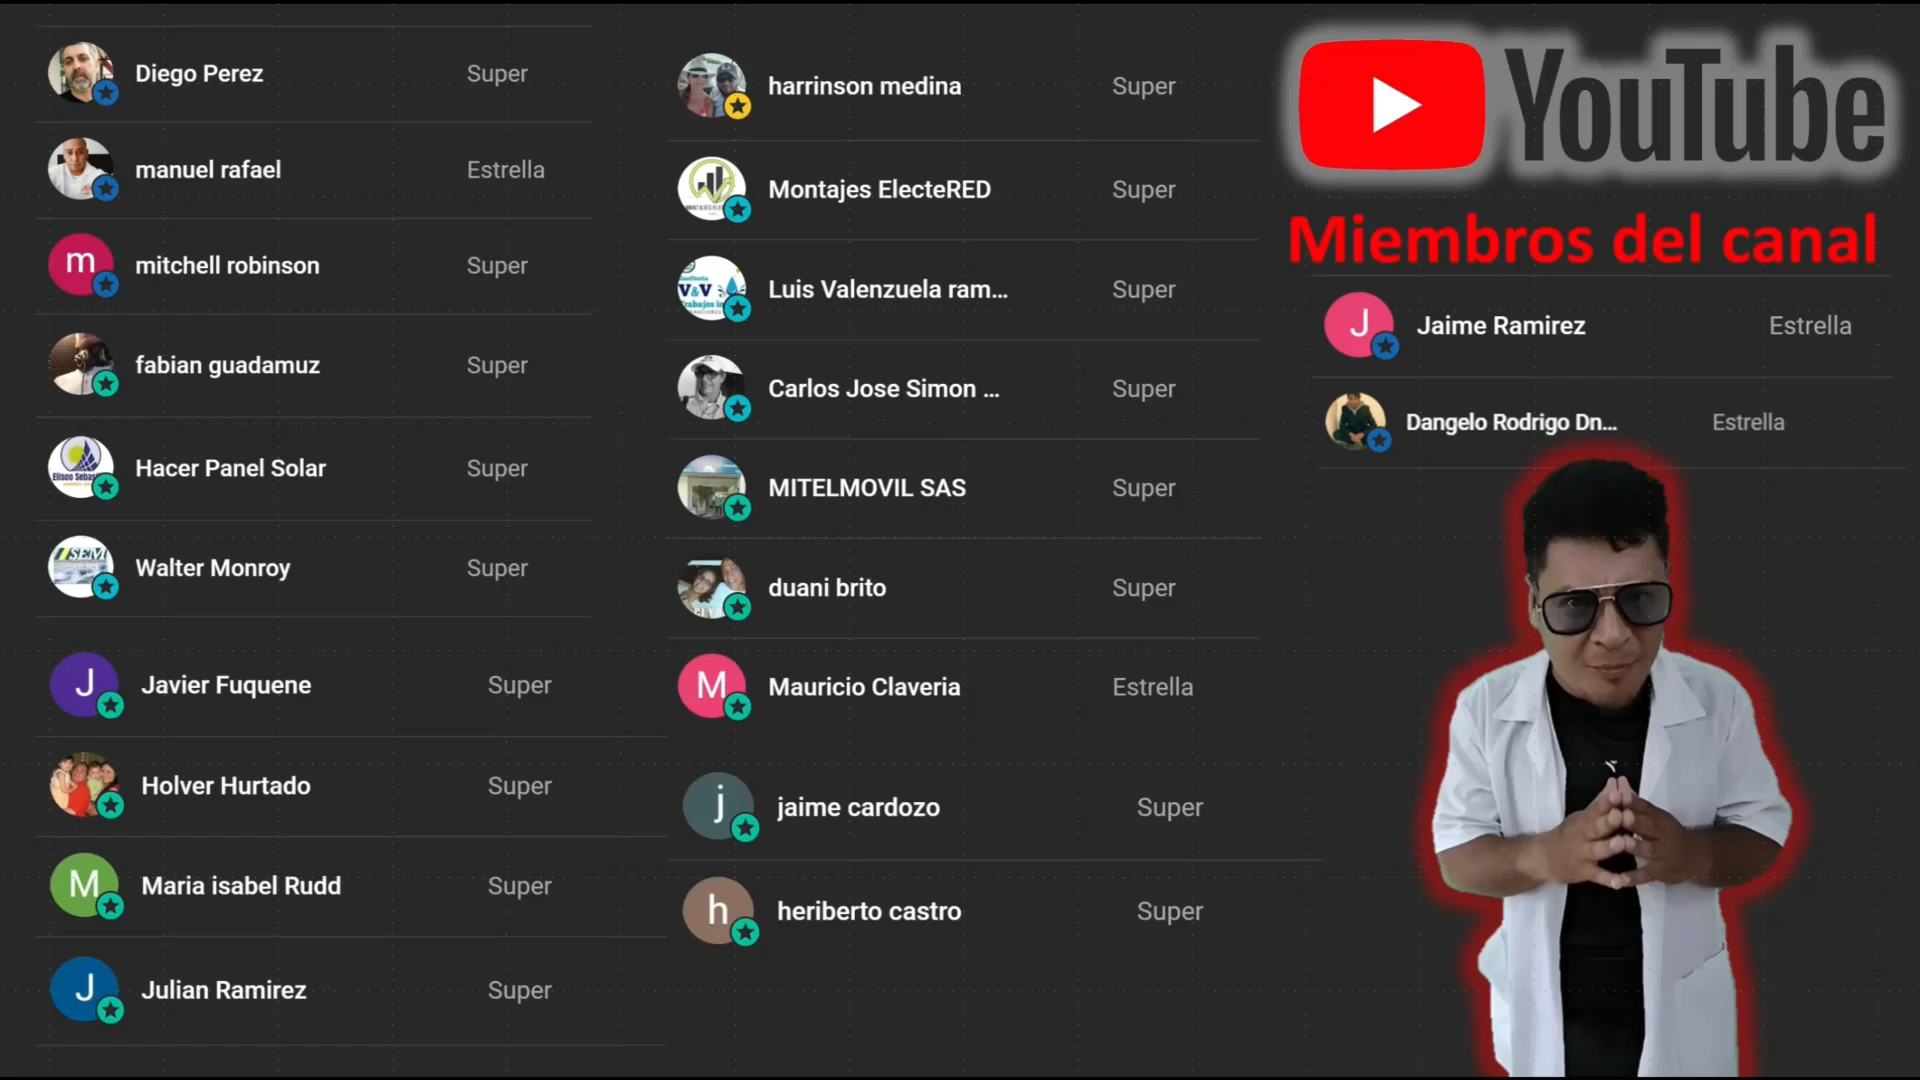 Diego Perez Super
manuel rafael Estrella
m mitchell robinson Super
fabian guadamuz Super
Hacer Panel Solar Super
SEM Walter Monroy Super
J Javier Fuquene Super
Holver Hurtado Super
M Maria isabel Rudd Super
J Julian Ramirez Super
harrinson medina Super
Montajes ElecteRED Super
V&V
Luis Valenzuela ram... Super
Carlos Jose Simon ... Super
MITELMOVIL SAS Super
duani brito Super
M Mauricio Claveria Estrella
j jaime cardozo Super
h heriberto castro Super
YouTube
Miembros del canal
J Jaime Ramirez Estrella
Dangelo Rodrigo Dn... Estrella